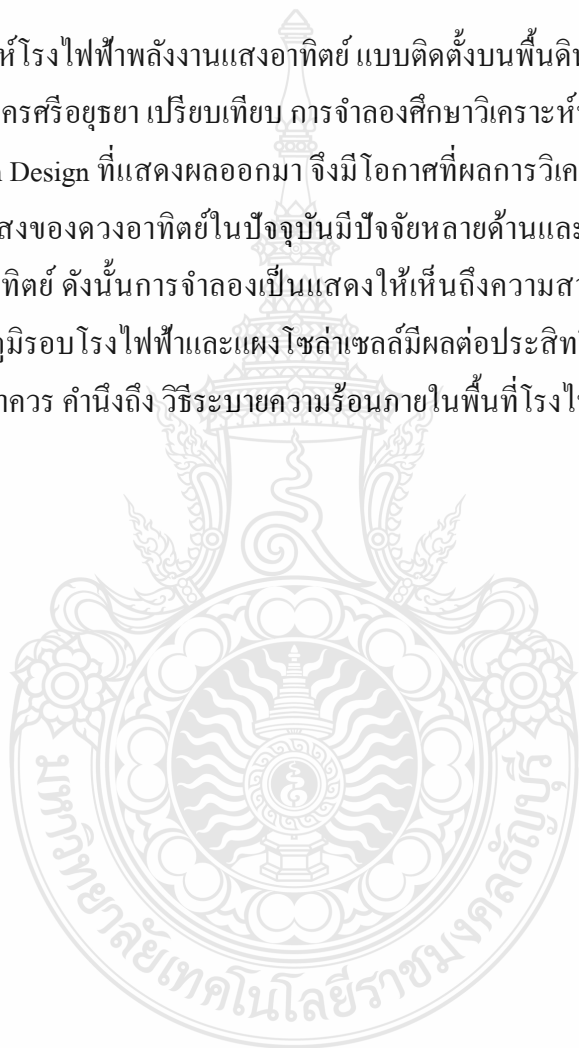 ห์โรงไฟฟ้าพลังงานแสงอาทิตย์ แบบติดตั้งบนพื้นดิน
ครศรีอยุธยา เปรียบเทียบ การจำลองศึกษาวิเคราะห์
Design ที่แสดงผลออกมา จึงมีโอกาสที่ผลการวิเค
สงของดวงอาทิตย์ในปัจจุบันมีปัจจัยหลายด้านและ
ทิตย์ ดังนั้นการจำลองเป็นแสดงให้เห็นถึงความสา
ภูมิรอบโรงไฟฟ้าและแผงโซล่าเซลล์มีผลต่อประสิท
าควร คำนึงถึง วิธีระบายความร้อนภายในพื้นที่โรงไ
มหาวิทยาลัยเทคโนโลยีราชมงคลธัญบุรี